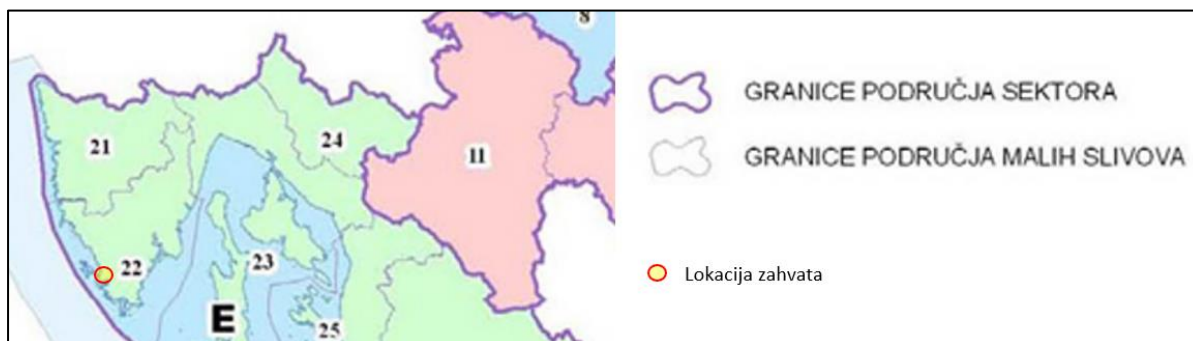 8
21
24
11
22
23
E
25
GRANICE PODRUČJA SEKTORA
GRANICE PODRUČJA MALIH SLIVOVA
Lokacija zahvata